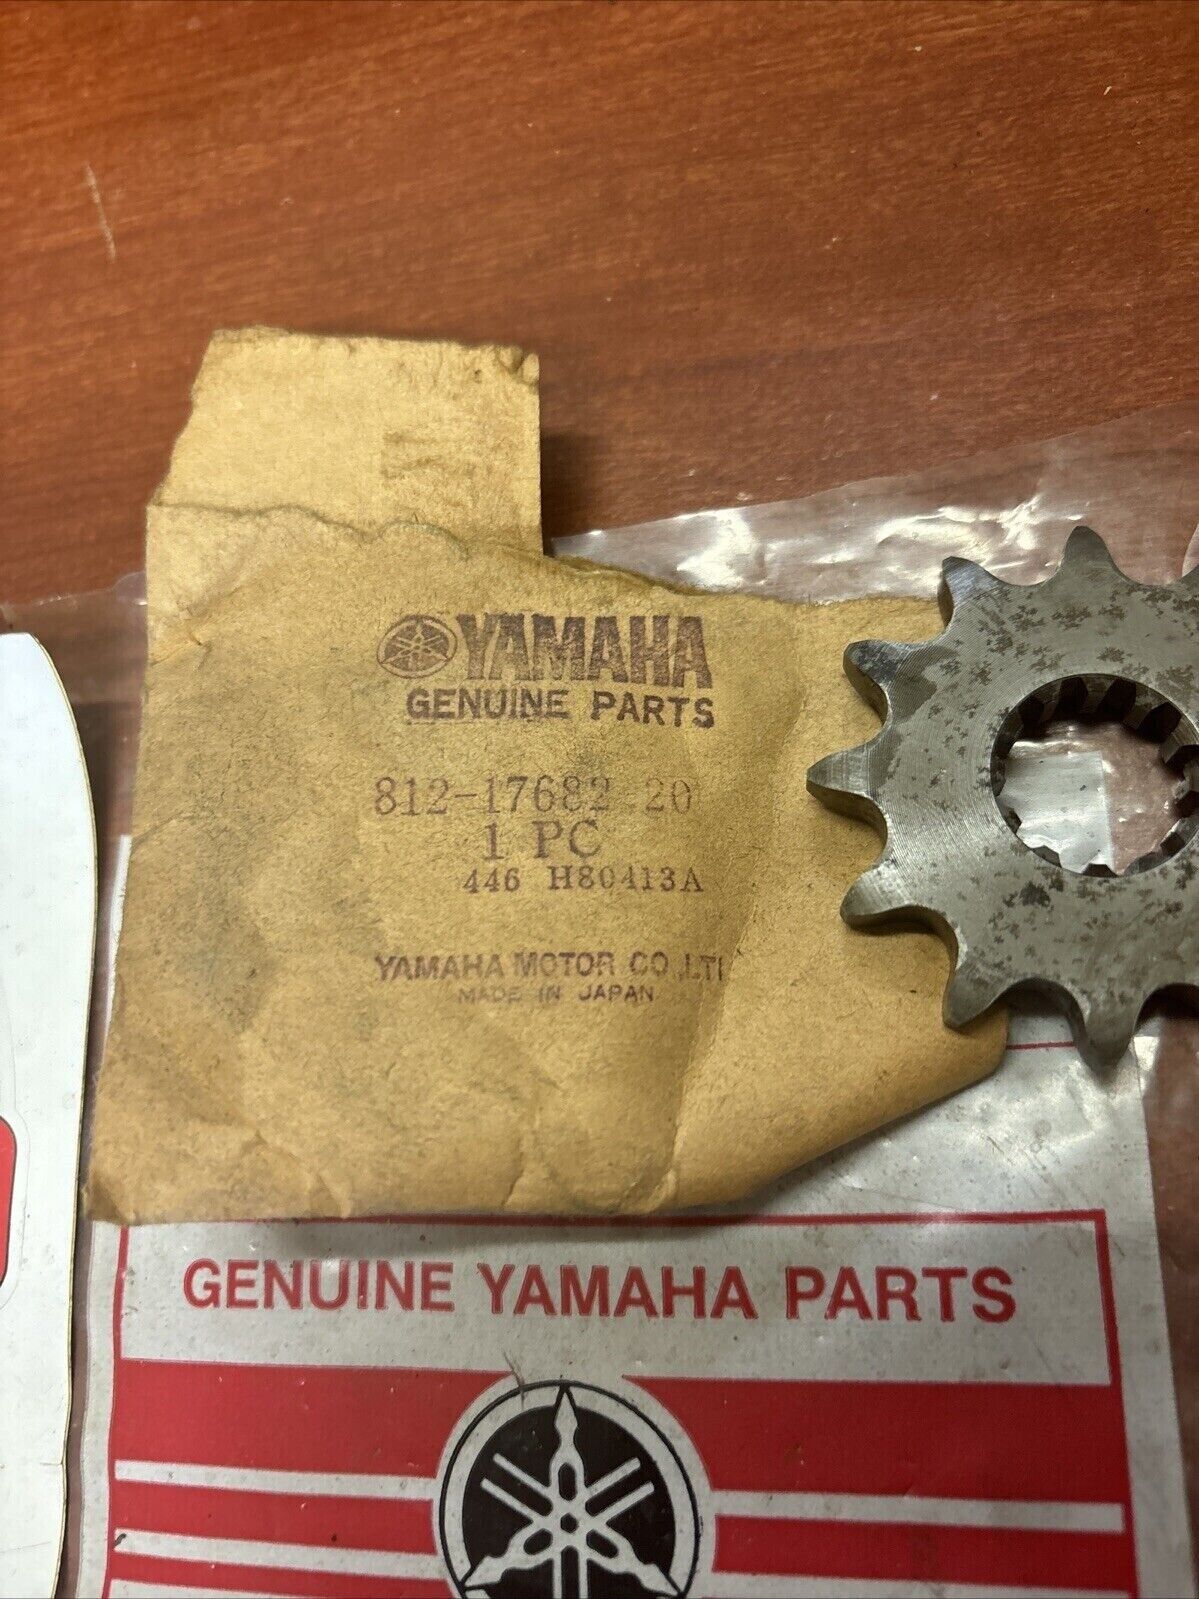 YAMAHA
GENUINE PARTS
812-17682 20
1 PC
446 H80413A
YAMAHA MOTOR CO.,LT
MADE IN JAPAN
GENUINE YAMAHA PARTS